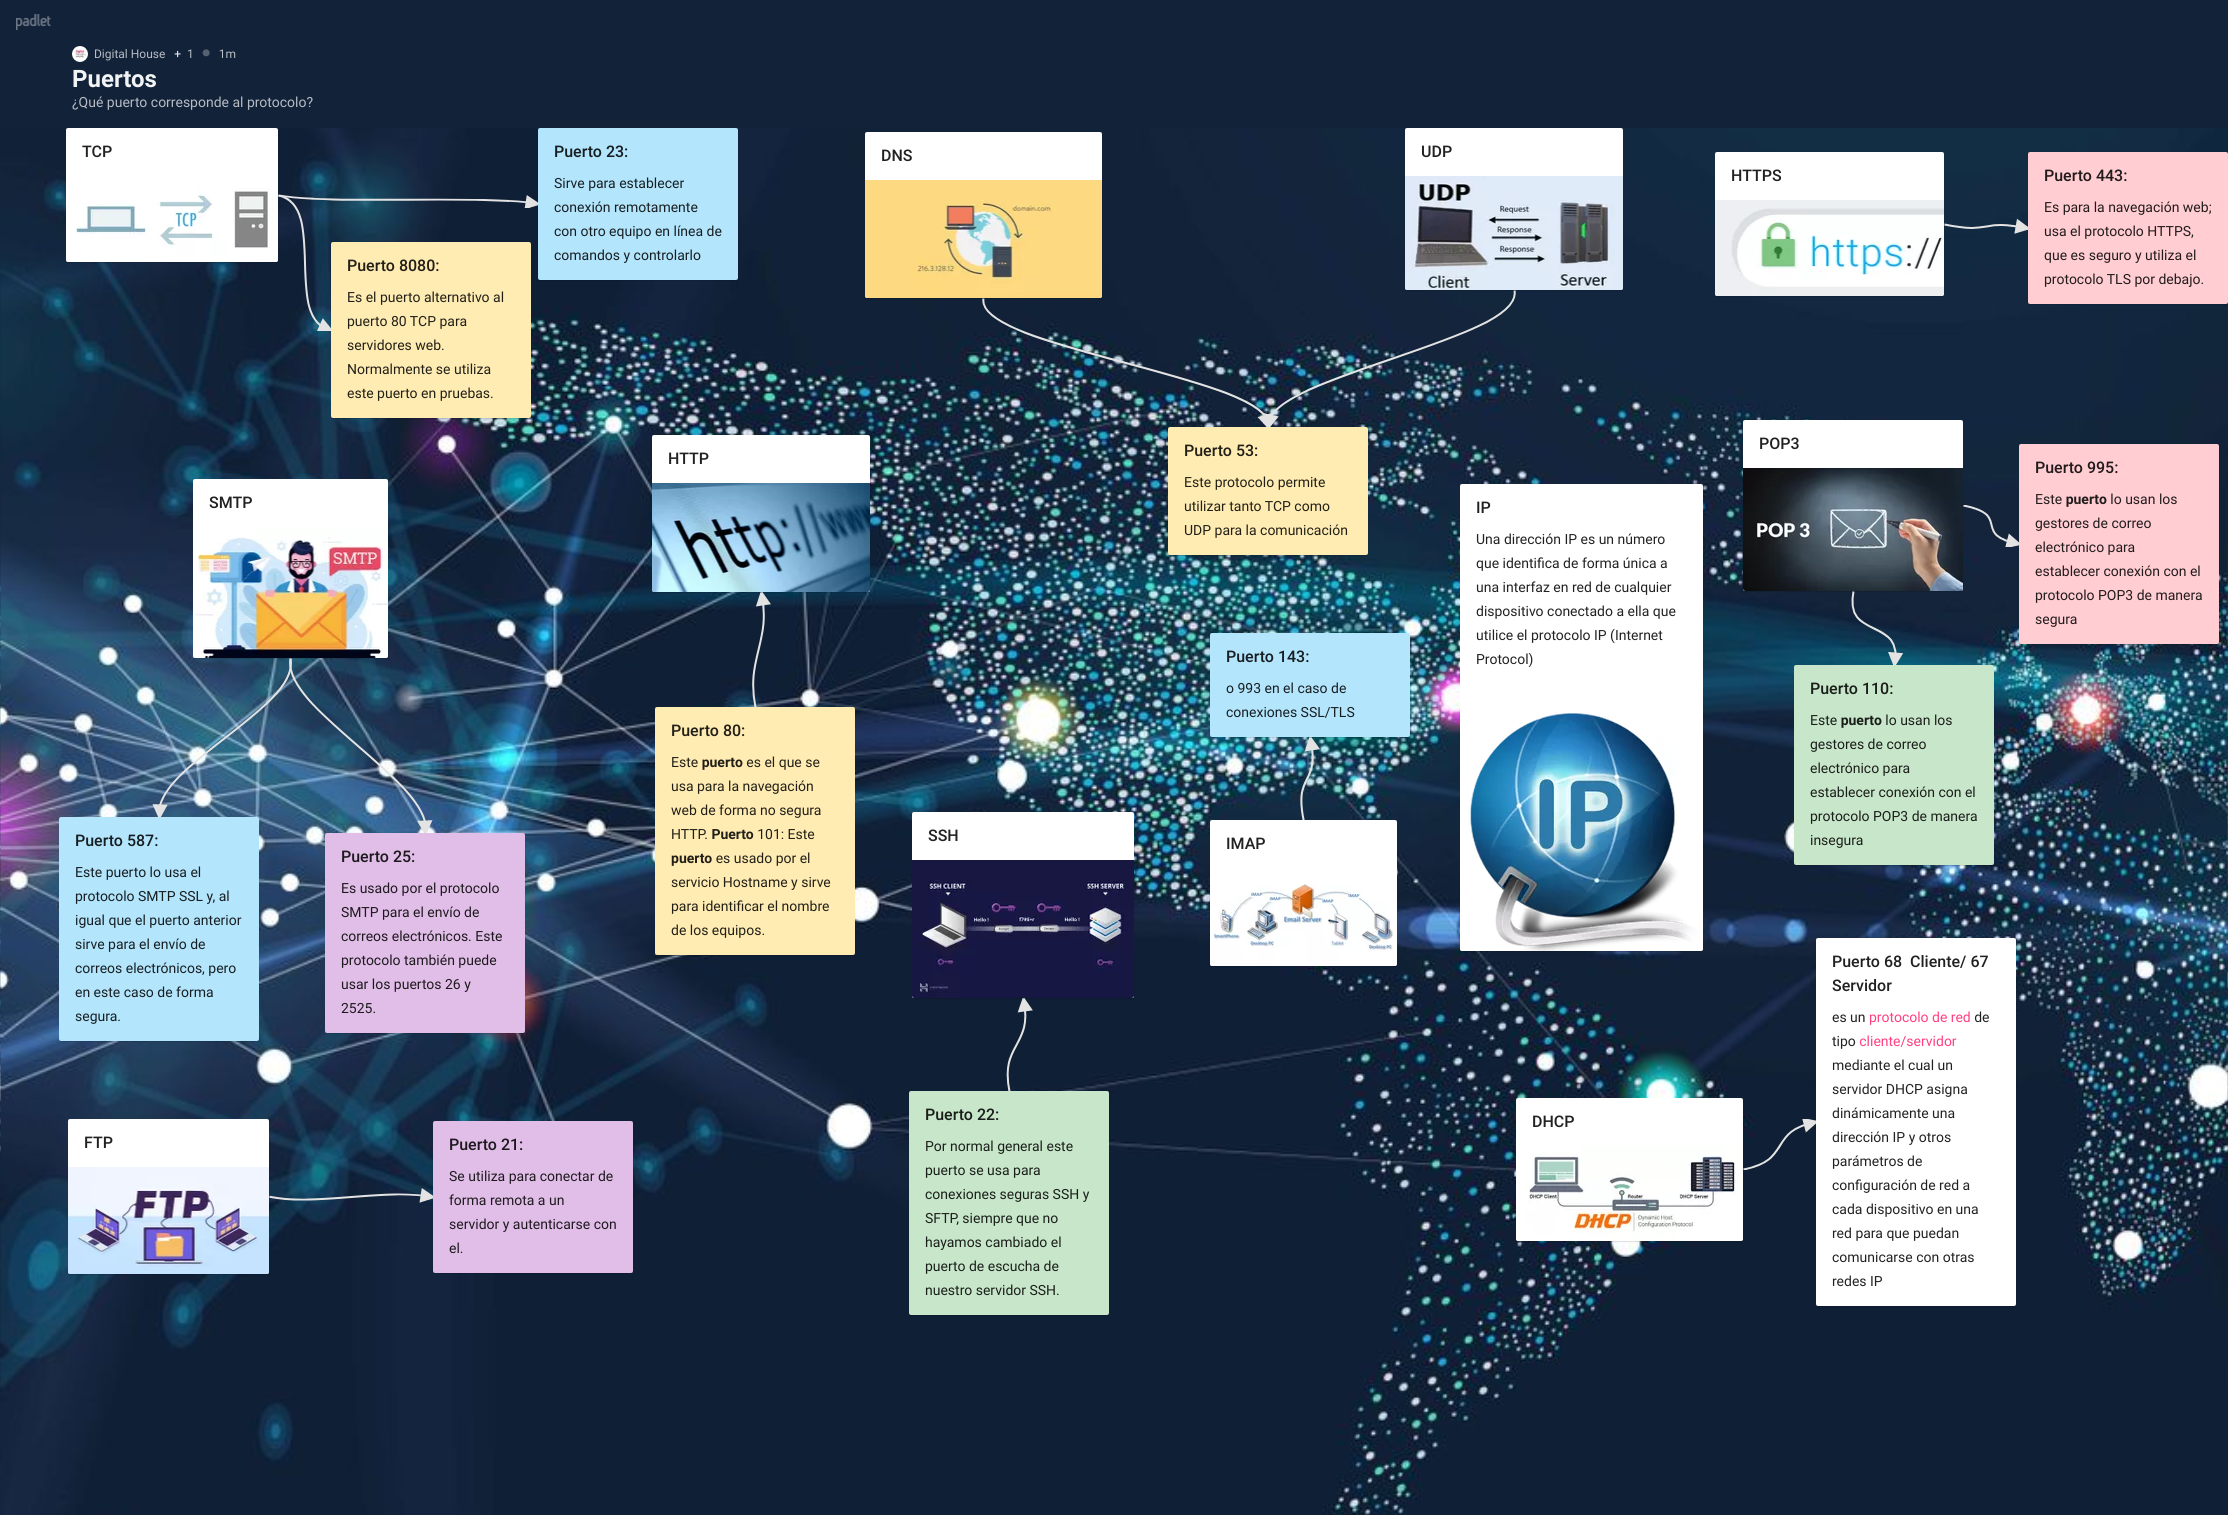 padlet
Digital House + 1 • 1m
Puertos
¿Qué puerto corresponde al protocolo?
TCP
TCP
Puerto 23:
Sirve para establecer
conexión remotamente
con otro equipo en línea de
comandos y controlarlo
Puerto 8080:
Es el puerto alternativo al
puerto 80 TCP para
servidores web.
Normalmente se utiliza
este puerto en pruebas.
DNS
domain.com
216.3.128.12
UDP
UDP
Request
Response
Response
Client
Server
HTTPS
https://
Puerto 443:
Es para la navegación web;
usa el protocolo HTTPS,
que es seguro y utiliza el
protocolo TLS por debajo.
SMTP
SMTP
HTTP
http://ww
Puerto 53:
Este protocolo permite
utilizar tanto TCP como
UDP para la comunicación
IP
Una dirección IP es un número
que identifica de forma única a
una interfaz en red de cualquier
dispositivo conectado a ella que
utilice el protocolo IP (Internet
Protocol)
IP
POP3
POP 3
Puerto 995:
Este puerto lo usan los
gestores de correo
electrónico para
establecer conexión con el
protocolo POP3 de manera
segura
Puerto 143:
o 993 en el caso de
conexiones SSL/TLS
Puerto 110:
Este puerto lo usan los
gestores de correo
electrónico para
establecer conexión con el
protocolo POP3 de manera
insegura
Puerto 587:
Este puerto lo usa el
protocolo SMTP SSL y, al
igual que el puerto anterior
sirve para el envío de
correos electrónicos, pero
en este caso de forma
segura.
Puerto 25:
Es usado por el protocolo
SMTP para el envío de
correos electrónicos. Este
protocolo también puede
usar los puertos 26 y
2525.
Puerto 80:
Este puerto es el que se
usa para la navegación
web de forma no segura
HTTP. Puerto 101: Este
puerto es usado por el
servicio Hostname y sirve
para identificar el nombre
de los equipos.
SSH
SSH CLIENT
SSH SERVER
Hello !
Hello !
IMAP
IMAP
IMAP
IMAP
IMAP
Email Server
SmartPhone
Desktop PC
Tablet
Desktop PC
Puerto 68  Cliente/ 67
Servidor
es un protocolo de red de
tipo cliente/servidor
mediante el cual un
servidor DHCP asigna
dinámicamente una
dirección IP y otros
parámetros de
configuración de red a
cada dispositivo en una
red para que puedan
comunicarse con otras
redes IP
FTP
FTP
Puerto 21:
Se utiliza para conectar de
forma remota a un
servidor y autenticarse con
el.
Puerto 22:
Por normal general este
puerto se usa para
conexiones seguras SSH y
SFTP, siempre que no
hayamos cambiado el
puerto de escucha de
nuestro servidor SSH.
DHCP
DHCP Client
Router
DHCP Server
DHCP
Dynamic Host
Configuration Protocol